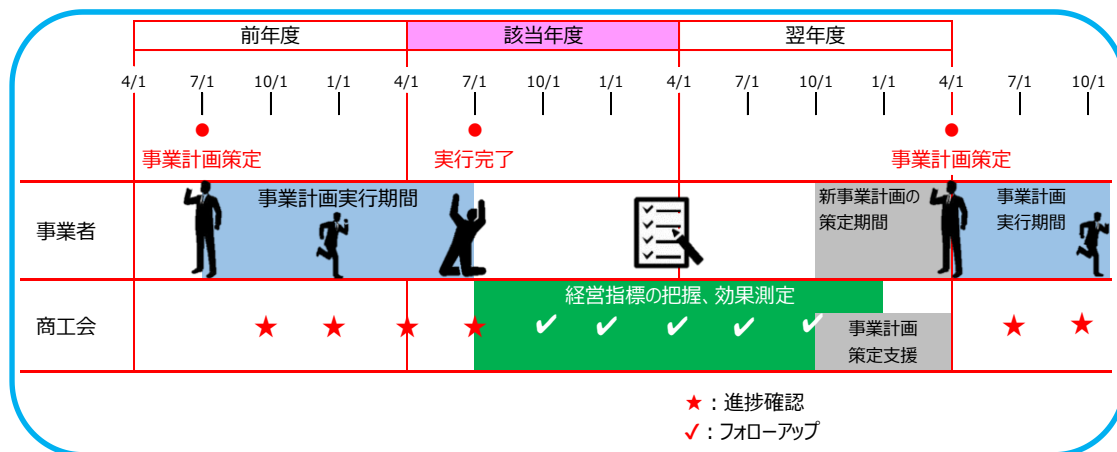 前年度 該当年度 翌年度
4/1 7/1 10/1 1/1 4/1 7/1 10/1 1/1 4/1 7/1 10/1 1/1 4/1 7/1 10/1
事業計画策定 実行完了 事業計画策定
事業者
事業計画実行期間
新事業計画の
策定期間
事業計画
実行期間
商工会
経営指標の把握、効果測定
事業計画
策定支援
★：進捗確認
✓：フォローアップ